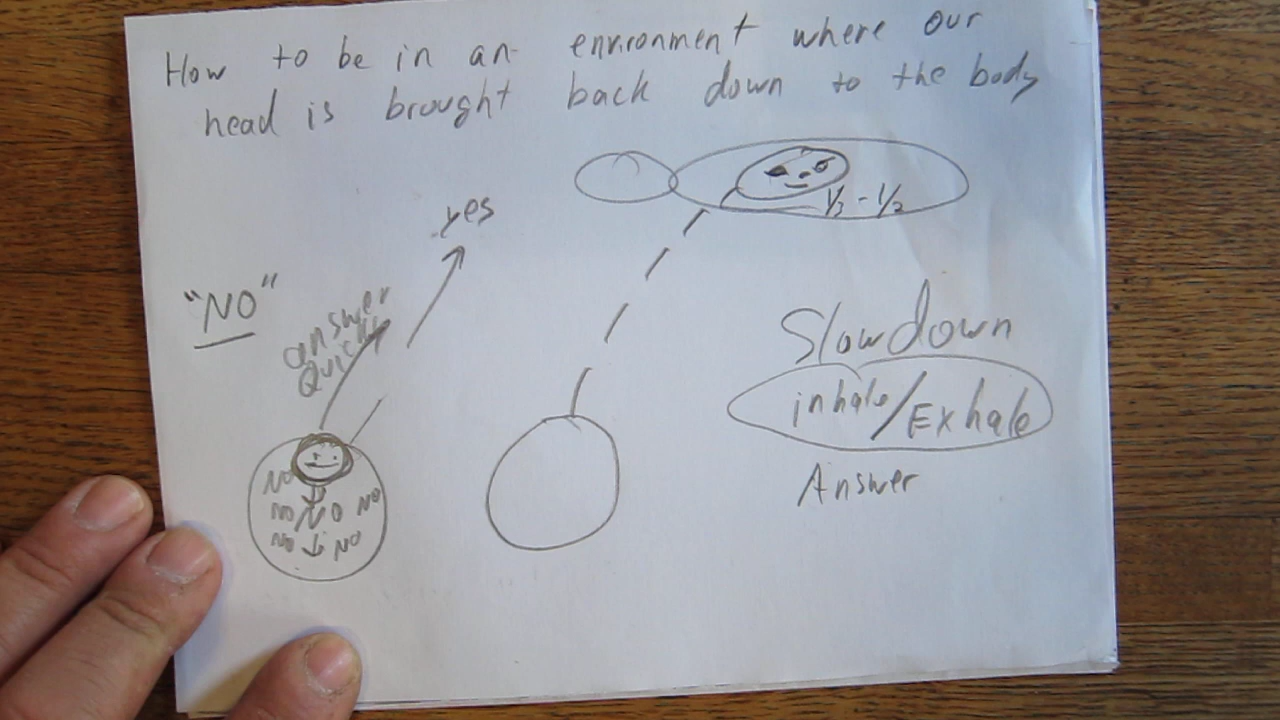 How to be in an environment where our
head is brought back down to the body
yes
1/3 - 1/2
"NO"
answer
Quickly
Slowdown
inhale/Exhale
Answer
NO
NO NO NO
NO NO